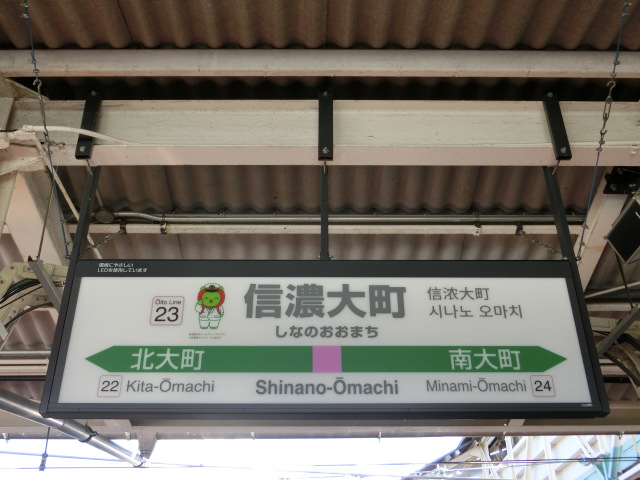 環境にやさしい
LEDを使用しています
Ōito Line
23
信濃大町
しなのおおまち
信浓大町
시나노 오마치
北大町
南大町
22 Kita-Ōmachi
Shinano-Ōmachi
Minami-Ōmachi 24